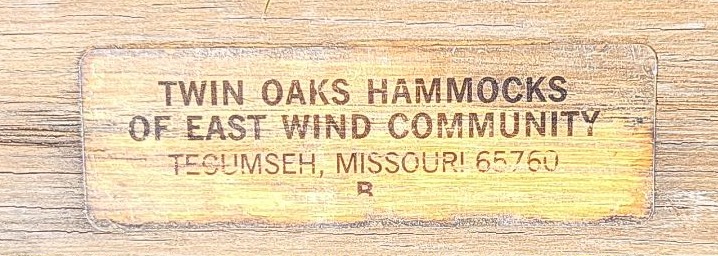 TWIN OAKS HAMMOCKS
OF EAST WIND COMMUNITY
TECUMSEH, MISSOURI 65760
B